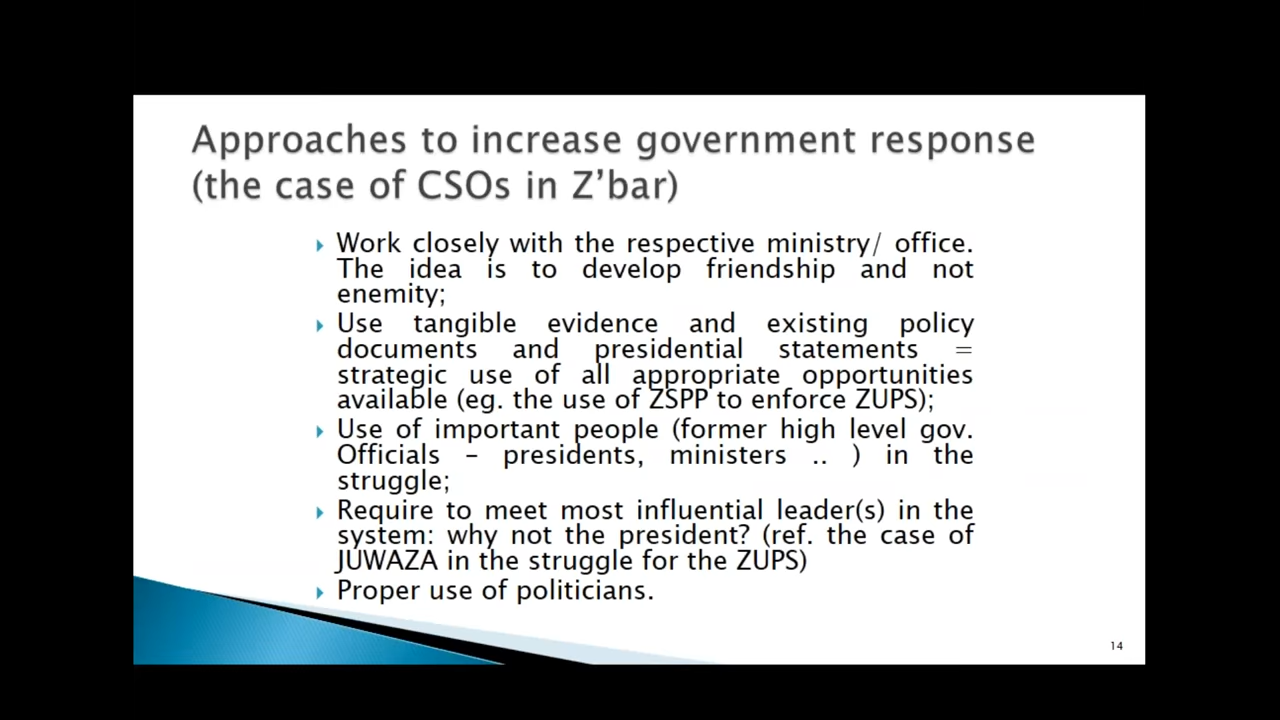 Approaches to increase government response
(the case of CSOs in Z’bar)
Work closely with the respective ministry/ office.
The idea is to develop friendship and not
enemity;
Use tangible evidence and existing policy
documents and presidential statements =
strategic use of all appropriate opportunities
available (eg. the use of ZSPP to enforce ZUPS);
Use of important people (former high level gov.
Officials – presidents, ministers .. ) in the
struggle;
Require to meet most influential leader(s) in the
system: why not the president? (ref. the case of
JUWAZA in the struggle for the ZUPS)
Proper use of politicians.
14